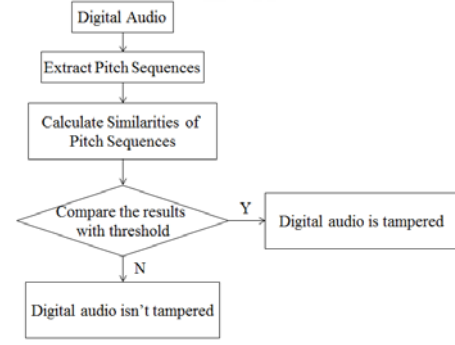 Digital Audio
Extract Pitch Sequences
Calculate Similarities of
Pitch Sequences
Compare the results
with threshold
Y
Digital audio is tampered
N
Digital audio isn't tampered